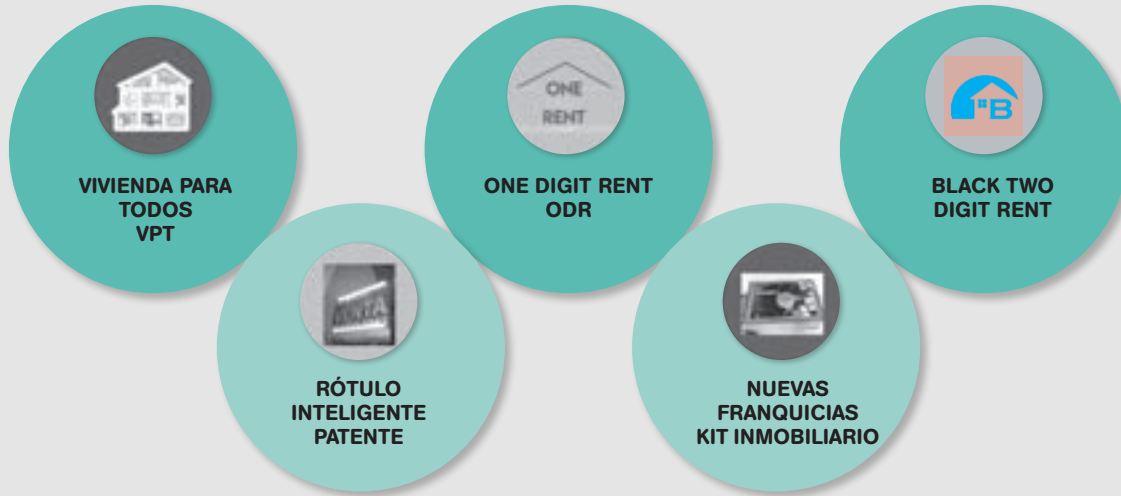 VIVIENDA PARA
TODOS
VPT
ONE
RENT
ONE DIGIT RENT
ODR
B
BLACK TWO
DIGIT RENT
RÓTULO
INTELIGENTE
PATENTE
NUEVAS
FRANQUICIAS
KIT INMOBILIARIO